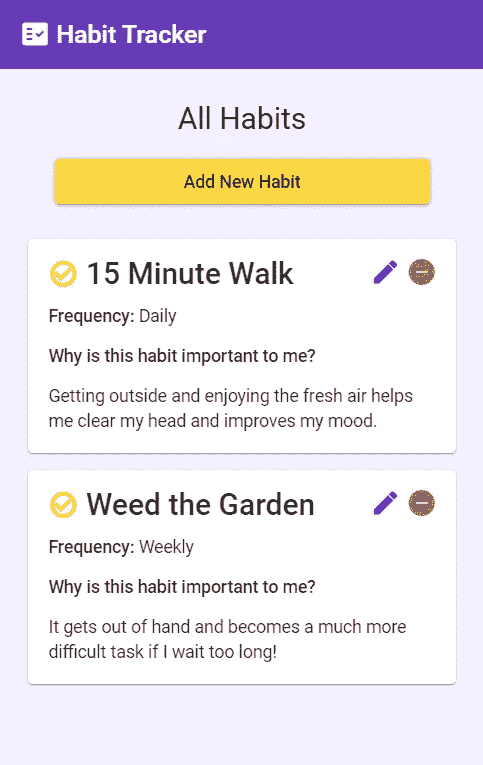 Habit Tracker
All Habits
Add New Habit
15 Minute Walk
Frequency: Daily
Why is this habit important to me?
Getting outside and enjoying the fresh air helps
me clear my head and improves my mood.
Weed the Garden
Frequency: Weekly
Why is this habit important to me?
It gets out of hand and becomes a much more
difficult task if I wait too long!